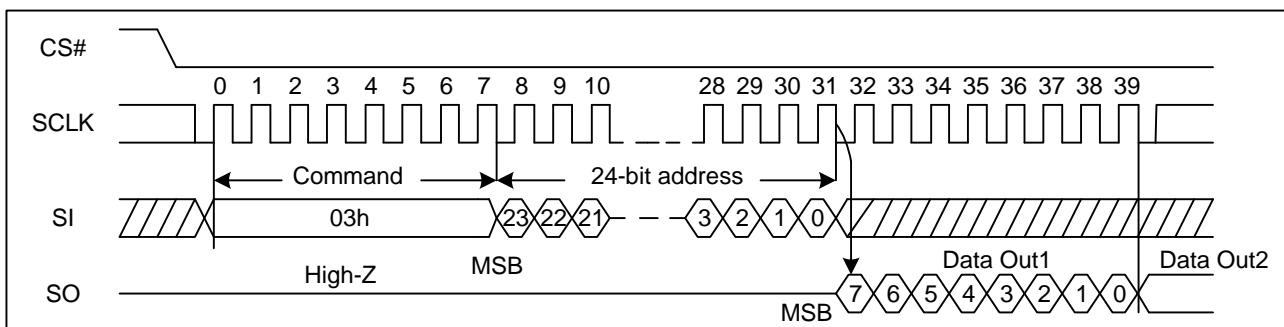 CS#
0 1 2 3 4 5 6 7 8 9 10 28 29 30 31 32 33 34 35 36 37 38 39
SCLK
Command 24-bit address
SI 03h 23 22 21 3 2 1 0
High-Z MSB Data Out1 Data Out2
SO MSB 7 6 5 4 3 2 1 0